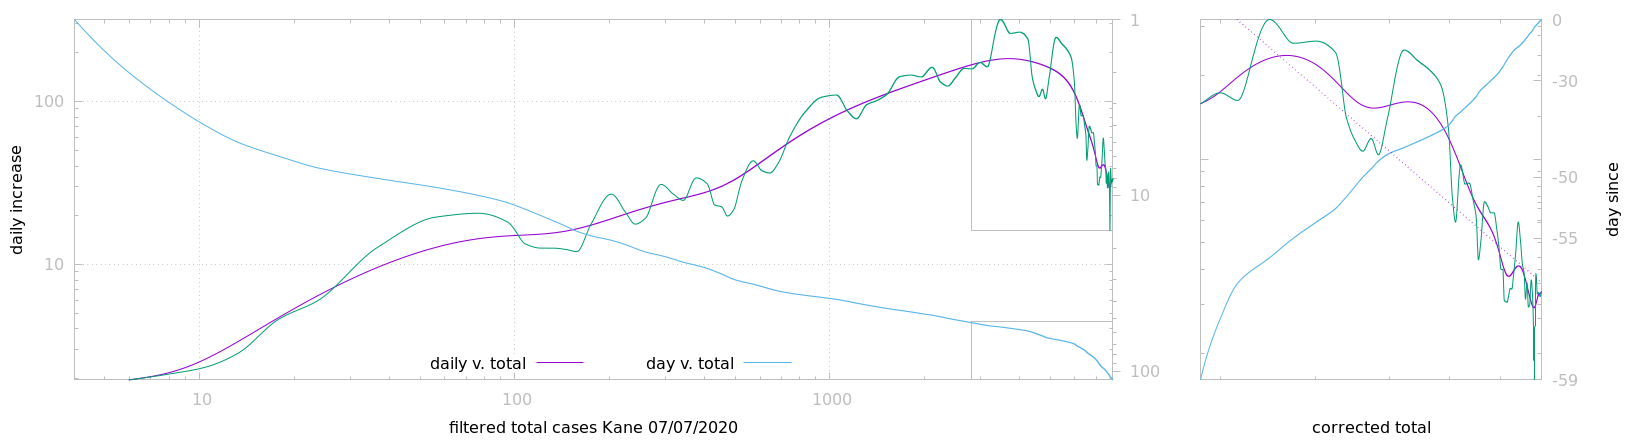 1
0
-30
100
10
-50
-55
10
daily v. total
day v. total
100
-59
10
100
1000
daily increase
day since
filtered total cases Kane 07/07/2020
corrected total